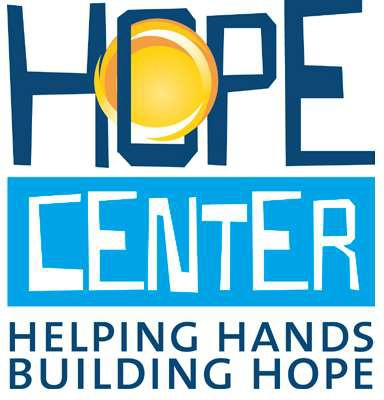 HOPE
CENTER
HELPING HANDS
BUILDING HOPE